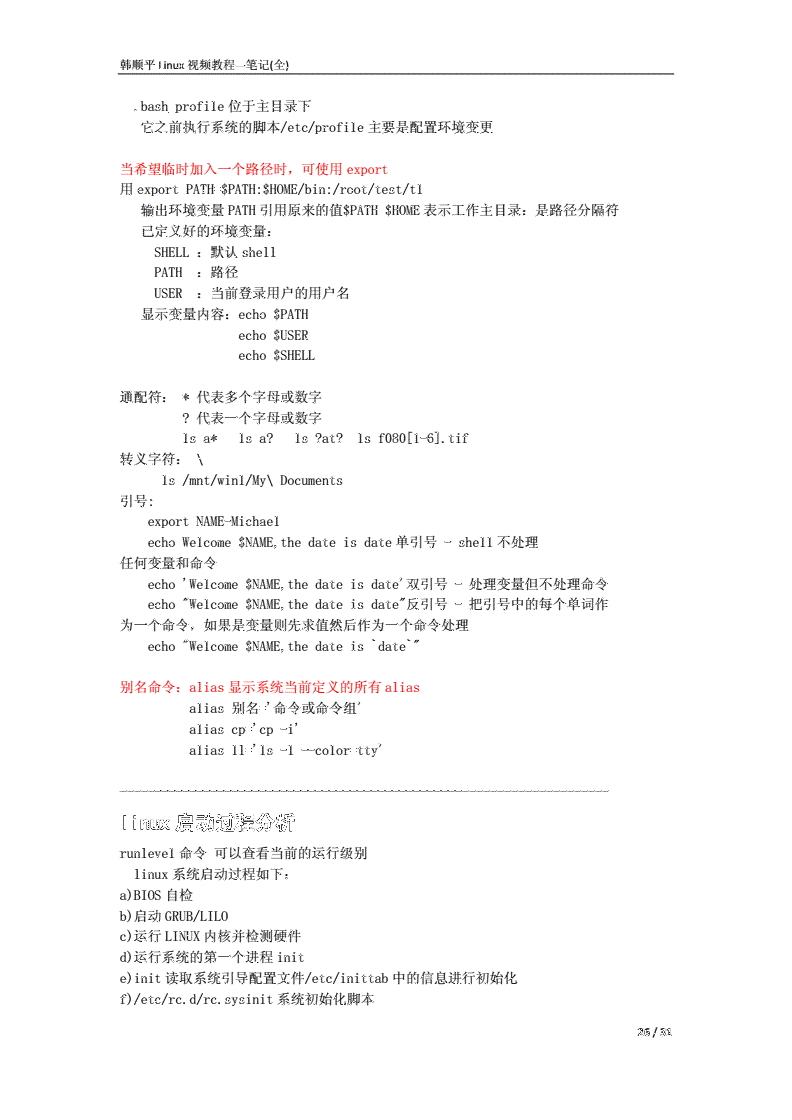 韩顺平 linux 视频教程—笔记(全)
.bash_profile 位于主目录下
它之前执行系统的脚本/etc/profile 主要是配置环境变更
当希望临时加入一个路径时，可使用 export
用 export PATH=$PATH:$HOME/bin:/root/test/t1
输出环境变量 PATH 引用原来的值$PATH $HOME 表示工作主目录：是路径分隔符
已定义好的环境变量：
SHELL ：默认 shell
PATH ：路径
USER ：当前登录用户的用户名
显示变量内容：echo $PATH
echo $USER
echo $SHELL
通配符： * 代表多个字母或数字
? 代表一个字母或数字
ls a* ls a? ls ?at? ls f080[1-6].tif
转义字符： \
ls /mnt/win1/My\ Documents
引号:
export NAME=Michael
echo Welcome $NAME,the date is date 单引号 - shell 不处理
任何变量和命令
echo 'Welcome $NAME,the date is date'双引号 - 处理变量但不处理命令
echo "Welcome $NAME,the date is date"反引号 - 把引号中的每个单词作
为一个命令，如果是变量则先求值然后作为一个命令处理
echo "Welcome $NAME,the date is `date`"
别名命令：alias 显示系统当前定义的所有 alias
alias 别名='命令或命令组'
alias cp='cp -i'
alias ll='ls -l --color=tty'
linux 启动过程分析
runlevel 命令 可以查看当前的运行级别
linux 系统启动过程如下：
a)BIOS 自检
b)启动 GRUB/LILO
c)运行 LINUX 内核并检测硬件
d)运行系统的第一个进程 init
e)init 读取系统引导配置文件/etc/inittab 中的信息进行初始化
f)/etc/rc.d/rc.sysinit 系统初始化脚本
26 / 31